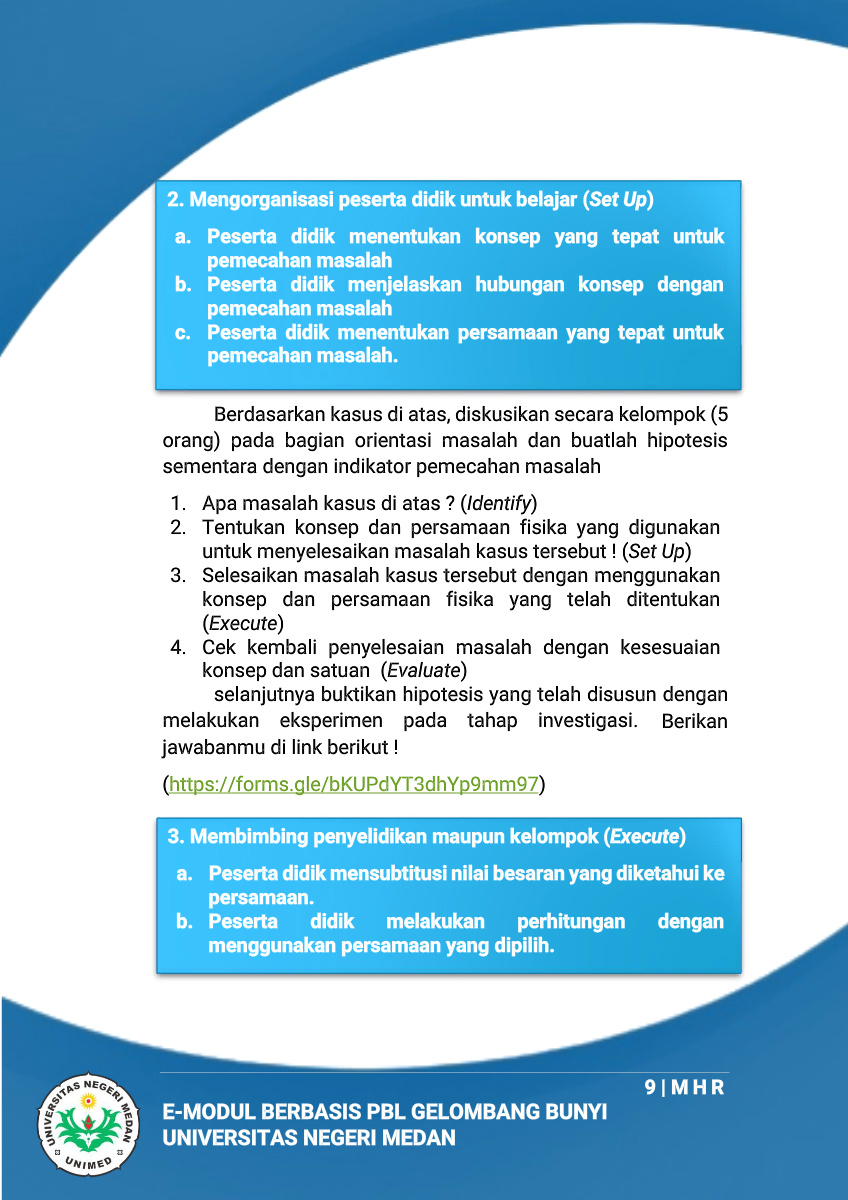 2. Mengorganisasi peserta didik untuk belajar (Set Up)
a. Peserta didik menentukan konsep yang tepat untuk
pemecahan masalah
b. Peserta didik menjelaskan hubungan konsep dengan
pemecahan masalah
c. Peserta didik menentukan persamaan yang tepat untuk
pemecahan masalah.
Berdasarkan kasus di atas, diskusikan secara kelompok (5
orang) pada bagian orientasi masalah dan buatlah hipotesis
sementara dengan indikator pemecahan masalah
1. Apa masalah kasus di atas ? (Identify)
2. Tentukan konsep dan persamaan fisika yang digunakan
untuk menyelesaikan masalah kasus tersebut ! (Set Up)
3. Selesaikan masalah kasus tersebut dengan menggunakan
konsep dan persamaan fisika yang telah ditentukan
(Execute)
4. Cek kembali penyelesaian masalah dengan kesesuaian
konsep dan satuan (Evaluate)
selanjutnya buktikan hipotesis yang telah disusun dengan
melakukan eksperimen pada tahap investigasi. Berikan
jawabanmu di link berikut !
(https://forms.gle/bKUPdYT3dhYp9mm97)
3. Membimbing penyelidikan maupun kelompok (Execute)
a. Peserta didik mensubtitusi nilai besaran yang diketahui ke
persamaan.
b. Peserta didik melakukan perhitungan dengan
menggunakan persamaan yang dipilih.
9 | M H R
E-MODUL BERBASIS PBL GELOMBANG BUNYI
UNIVERSITAS NEGERI MEDAN
UNIVERSITAS NEGERI MEDAN
UNIMED